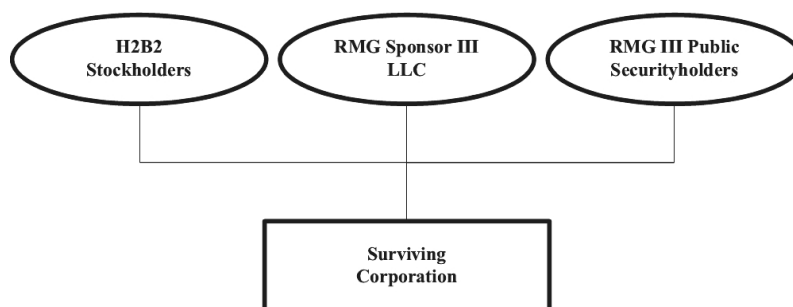 H2B2
Stockholders
RMG Sponsor III
LLC
RMG III Public
Securityholders
Surviving
Corporation